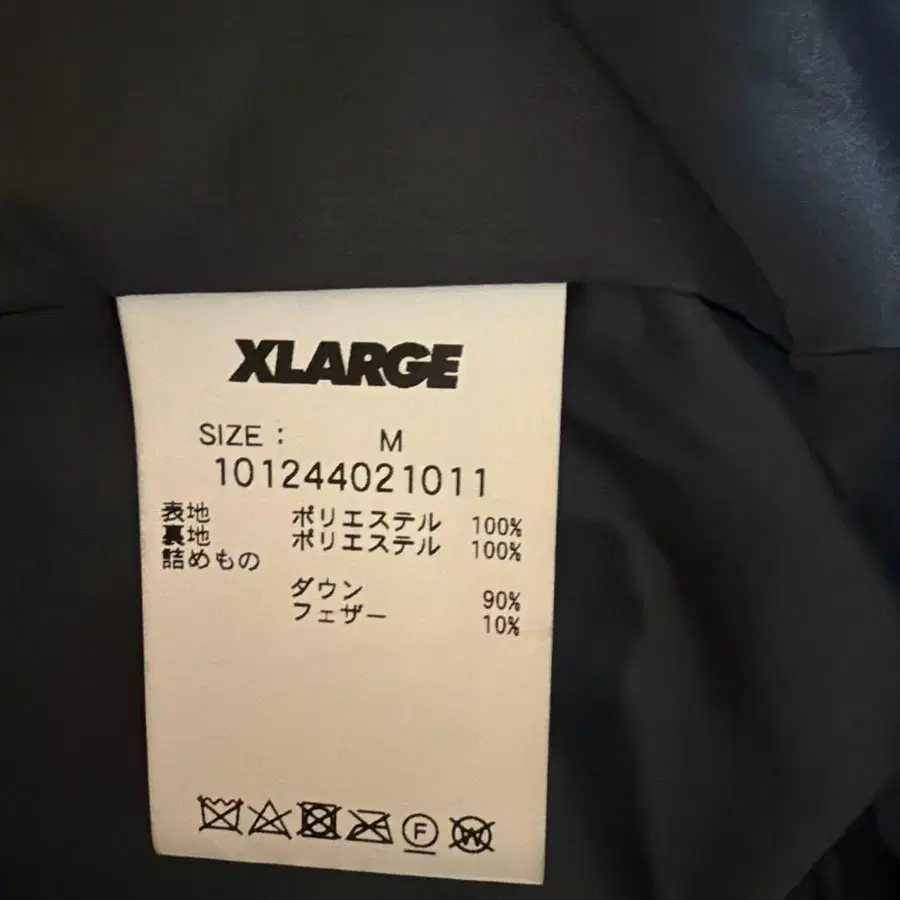 XLARGE
SIZE : M
101244021011
表地 ポリエステル 100%
裏地 ポリエステル 100%
詰めもの
ダウン 90%
フェザー 10%
F
W